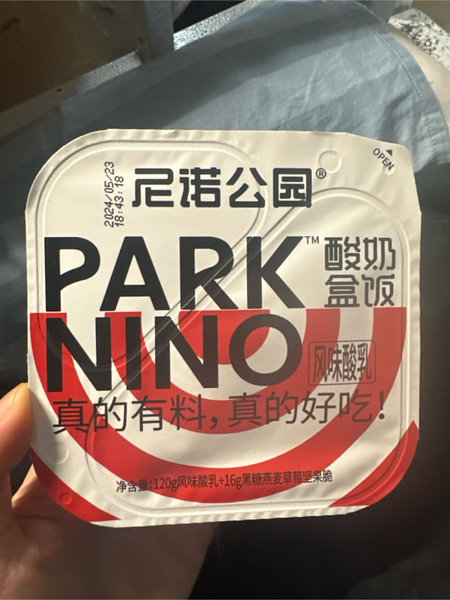 OPEN
2024/05/23
18:43:18
尼诺公园®
PARK™
NINO
酸奶
盒饭
风味酸乳
真的有料,真的好吃!
净含量:120g风味酸乳+16g黑糖燕麦草莓坚果脆